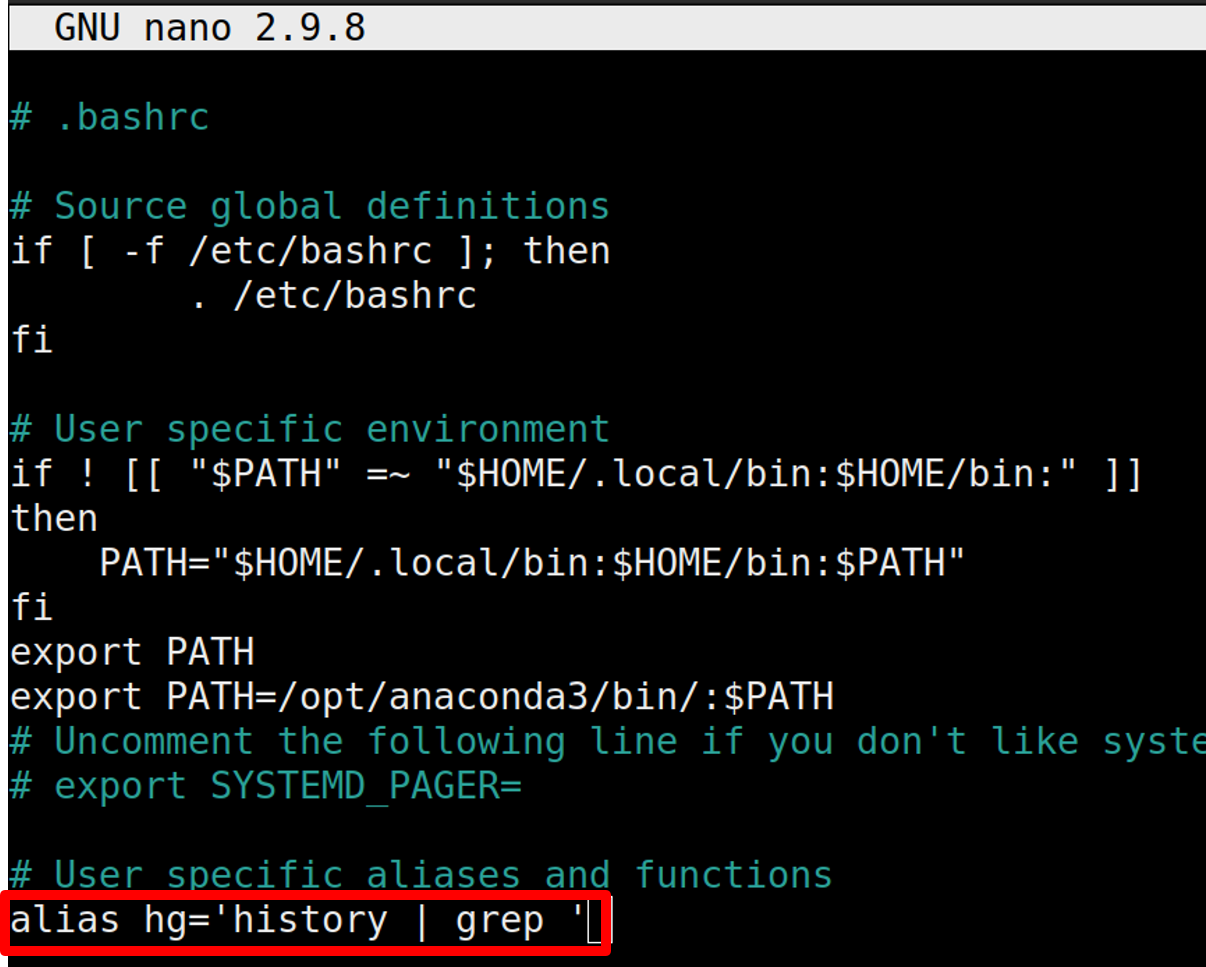 GNU nano 2.9.8
# .bashrc
# Source global definitions
if [ -f /etc/bashrc ]; then
        . /etc/bashrc
fi
# User specific environment
if ! [[ "$PATH" =~ "$HOME/.local/bin:$HOME/bin:" ]]
then
    PATH="$HOME/.local/bin:$HOME/bin:$PATH"
fi
export PATH
export PATH=/opt/anaconda3/bin/:$PATH
# Uncomment the following line if you don't like syste
# export SYSTEMD_PAGER=
# User specific aliases and functions
alias hg='history | grep '